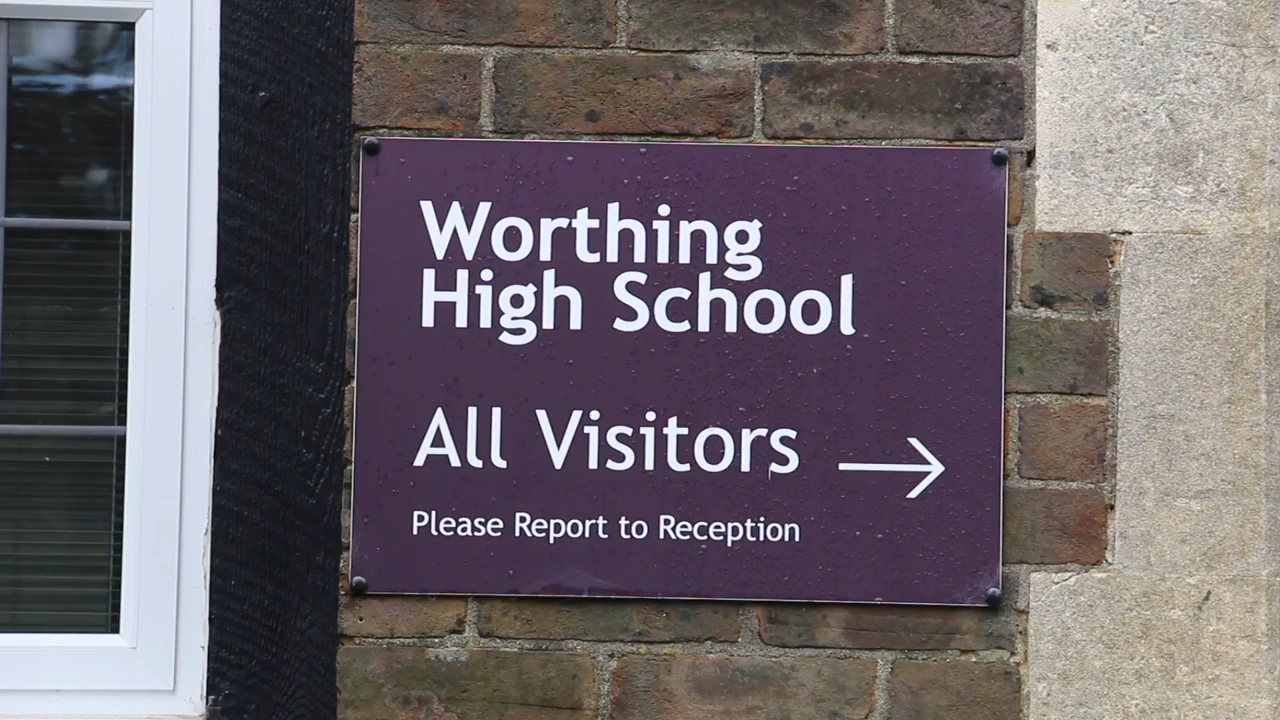 Worthing
High School
All Visitors →
Please Report to Reception